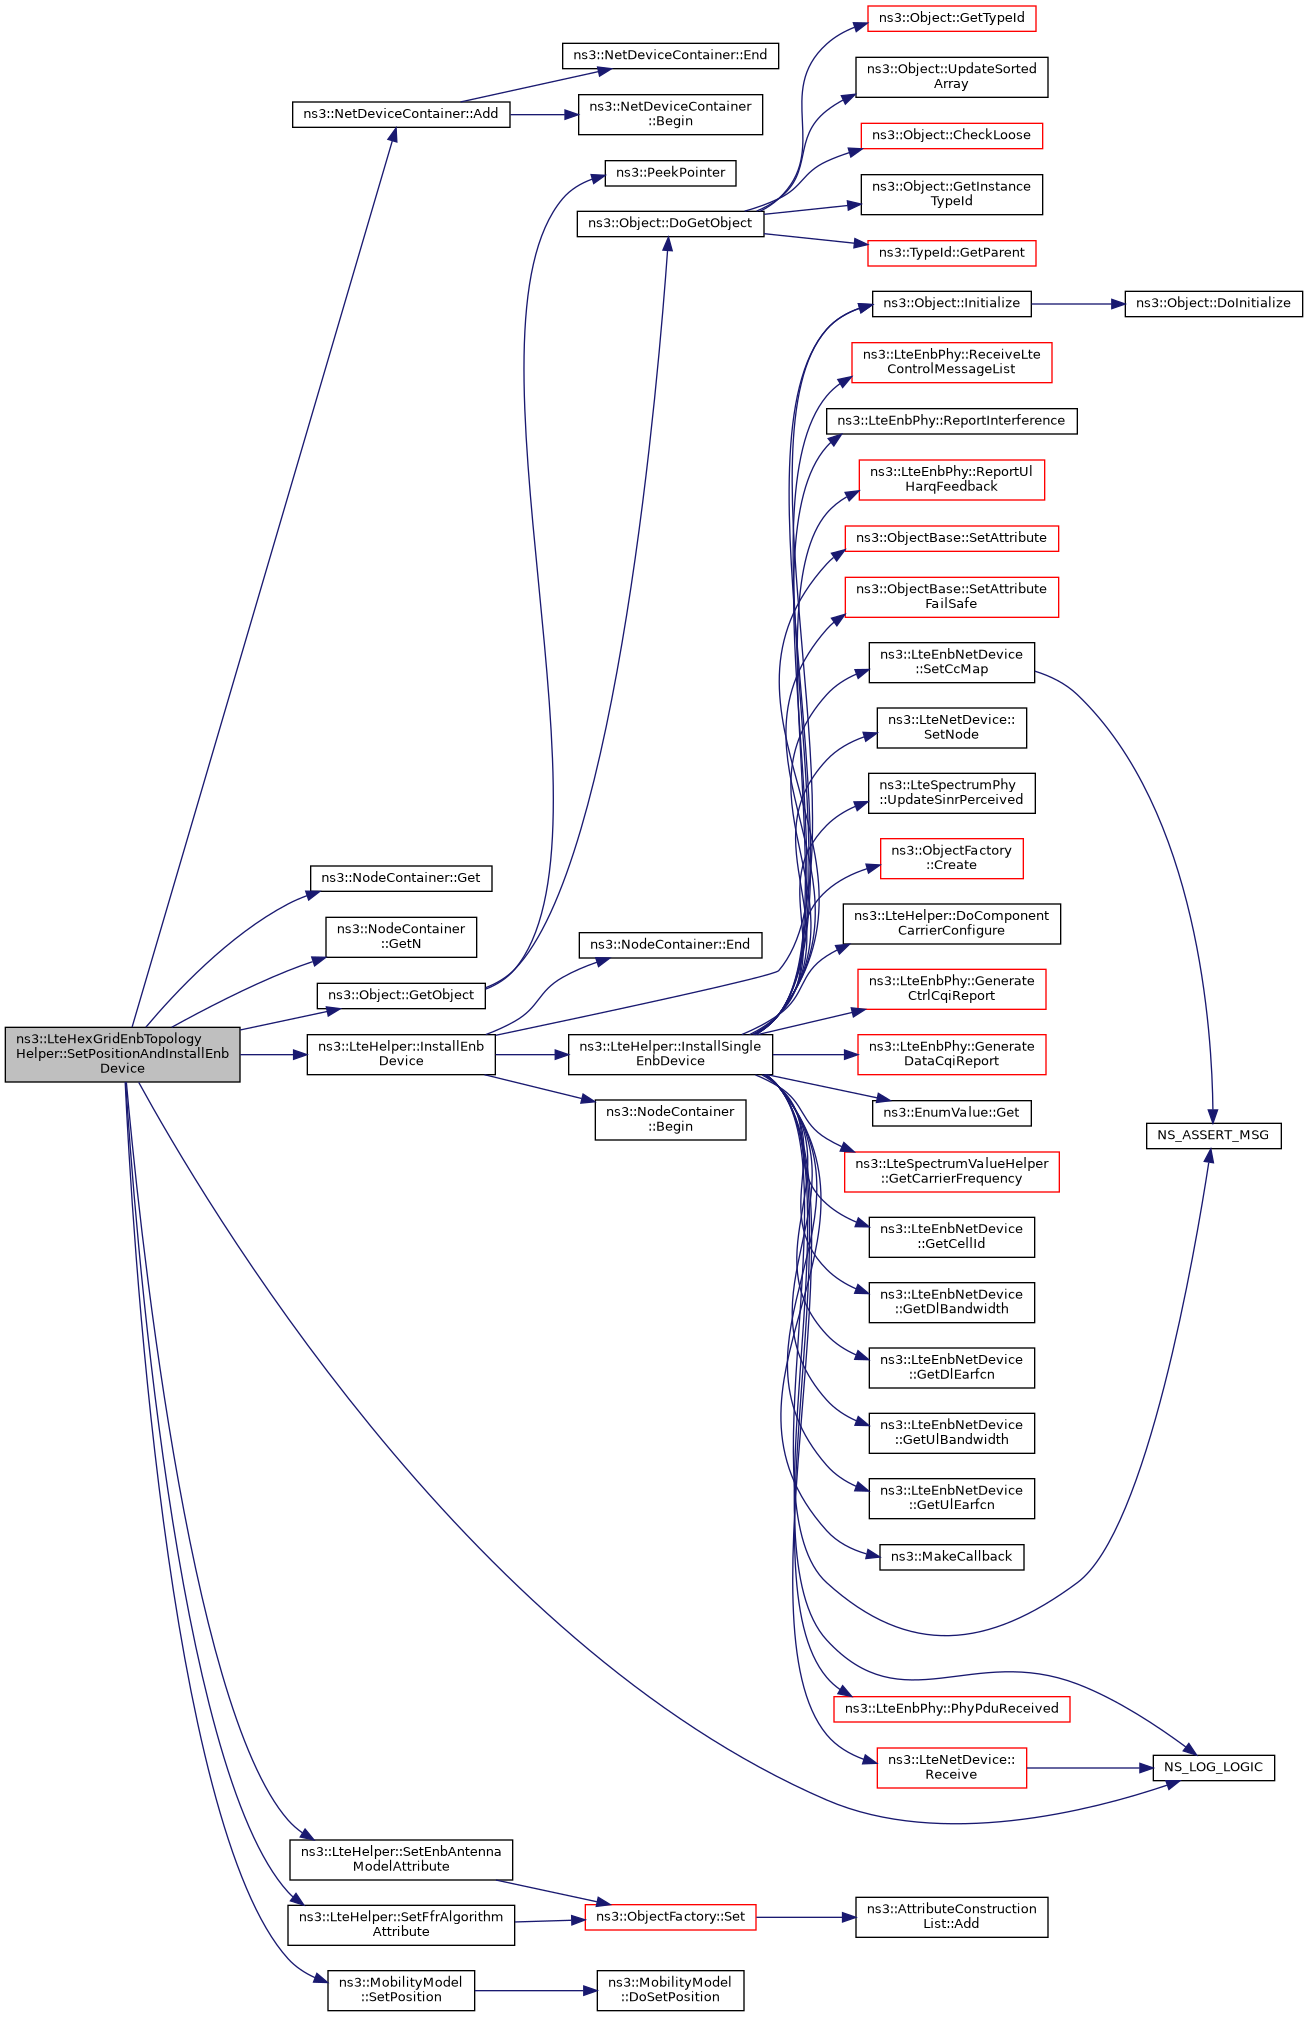 ns3::Object::GetTypeId
ns3::NetDeviceContainer::End
ns3::Object::UpdateSorted
Array
ns3::NetDeviceContainer::Add
ns3::NetDeviceContainer
::Begin
ns3::Object::CheckLoose
ns3::PeekPointer
ns3::Object::GetInstance
TypeId
ns3::Object::DoGetObject
ns3::TypeId::GetParent
ns3::Object::Initialize
ns3::Object::DoInitialize
ns3::LteEnbPhy::ReceiveLte
ControlMessageList
ns3::LteEnbPhy::ReportInterference
ns3::LteEnbPhy::ReportUl
HarqFeedback
ns3::ObjectBase::SetAttribute
ns3::ObjectBase::SetAttribute
FailSafe
ns3::LteEnbNetDevice
::SetCcMap
ns3::LteNetDevice::
SetNode
ns3::LteSpectrumPhy
::UpdateSinrPerceived
ns3::ObjectFactory
::Create
ns3::NodeContainer::Get
ns3::LteHelper::DoComponent
CarrierConfigure
ns3::NodeContainer
::GetN
ns3::NodeContainer::End
ns3::LteEnbPhy::Generate
CtrlCqiReport
ns3::Object::GetObject
ns3::LteHexGridEnbTopology
Helper::SetPositionAndInstallEnb
Device
ns3::LteHelper::InstallEnb
Device
ns3::LteHelper::InstallSingle
EnbDevice
ns3::LteEnbPhy::Generate
DataCqiReport
ns3::NodeContainer
::Begin
ns3::EnumValue::Get
NS_ASSERT_MSG
ns3::LteSpectrumValueHelper
::GetCarrierFrequency
ns3::LteEnbNetDevice
::GetCellId
ns3::LteEnbNetDevice
::GetDlBandwidth
ns3::LteEnbNetDevice
::GetDlEarfcn
ns3::LteEnbNetDevice
::GetUlBandwidth
ns3::LteEnbNetDevice
::GetUlEarfcn
ns3::MakeCallback
ns3::LteEnbPhy::PhyPduReceived
ns3::LteNetDevice::
Receive
NS_LOG_LOGIC
ns3::LteHelper::SetEnbAntenna
ModelAttribute
ns3::LteHelper::SetFfrAlgorithm
Attribute
ns3::ObjectFactory::Set
ns3::AttributeConstruction
List::Add
ns3::MobilityModel
::SetPosition
ns3::MobilityModel
::DoSetPosition